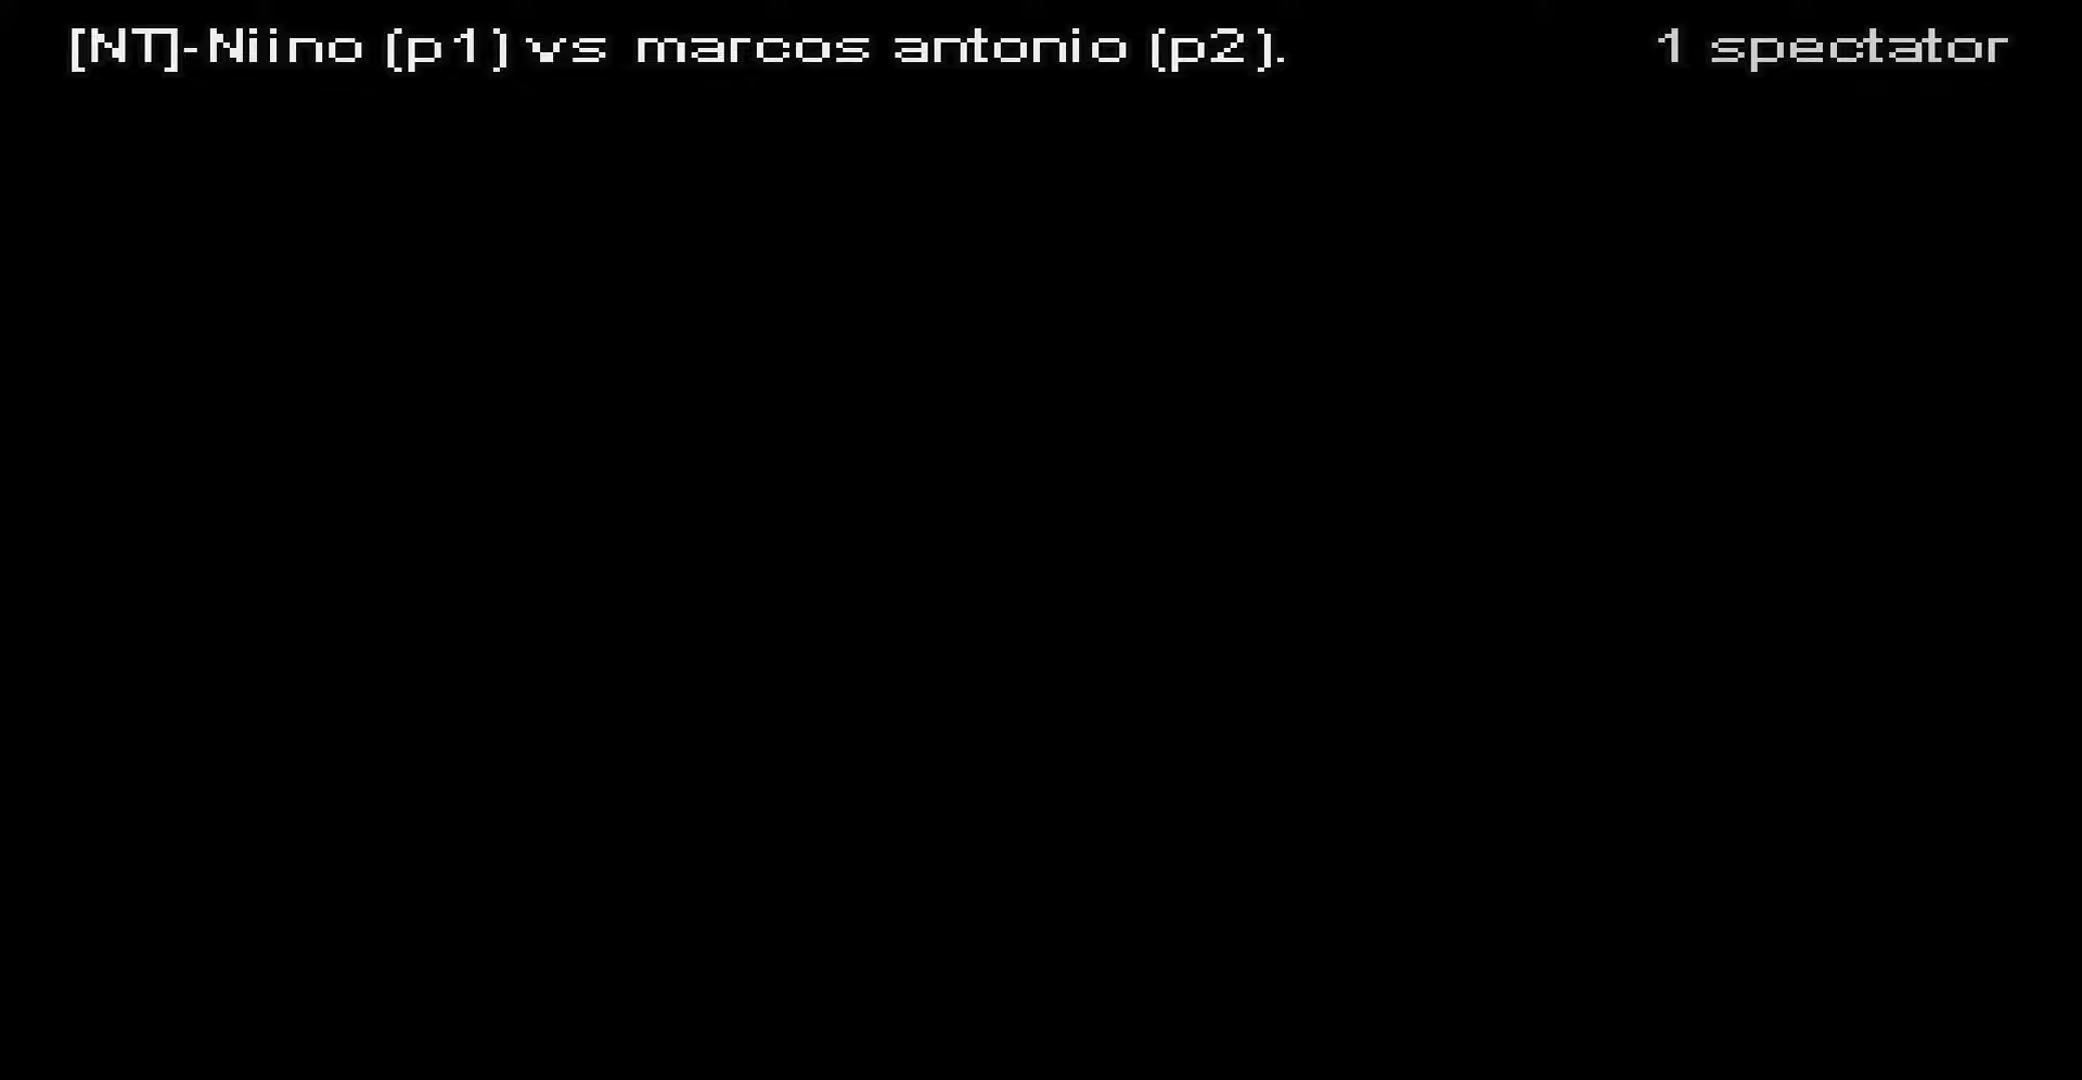 [NT]-Niino (p1) vs marcos antonio (p2).
1 spectator